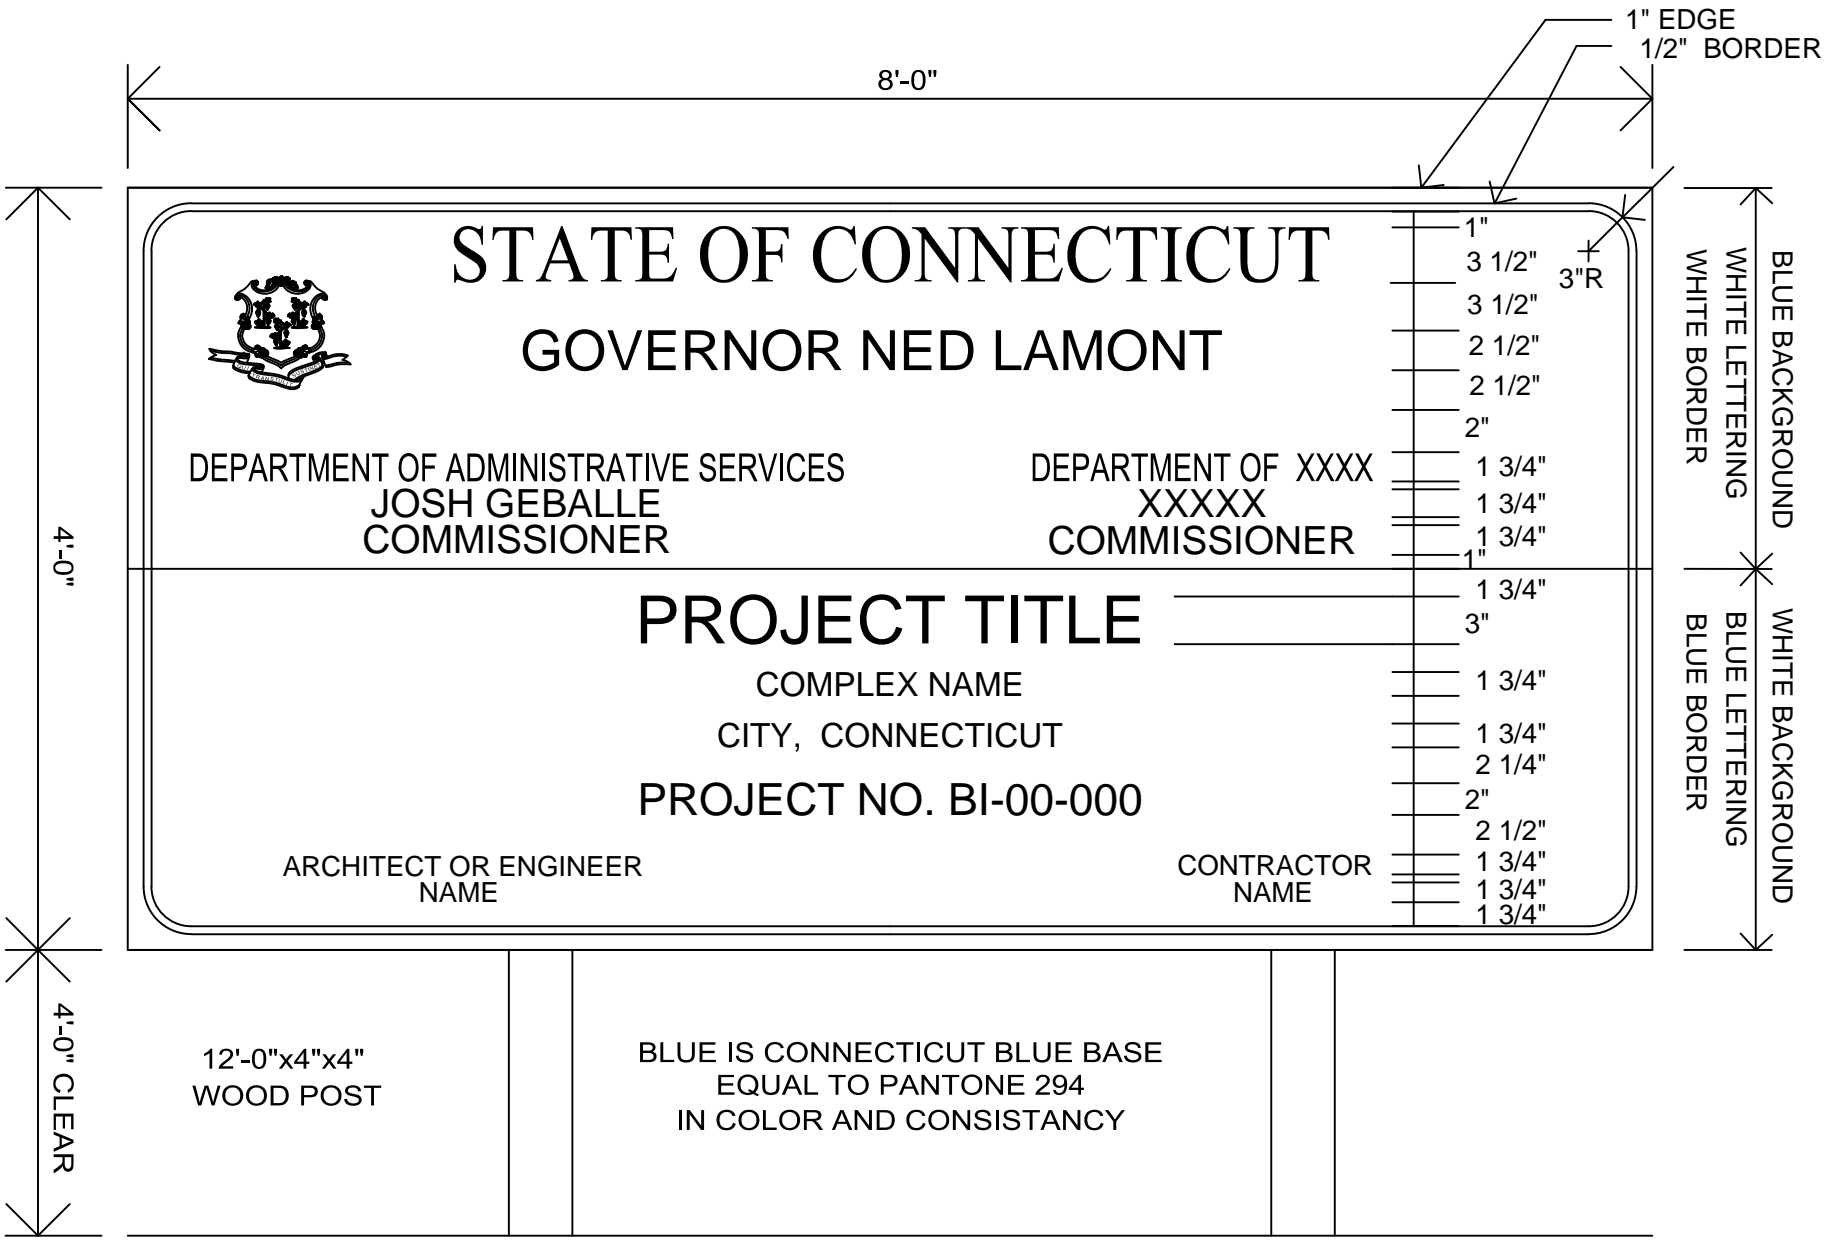 1" EDGE
1/2" BORDER
8'-0"
STATE OF CONNECTICUT
GOVERNOR NED LAMONT
DEPARTMENT OF ADMINISTRATIVE SERVICES
JOSH GEBALLE
COMMISSIONER
DEPARTMENT OF XXXX
XXXXX
COMMISSIONER
PROJECT TITLE
COMPLEX NAME
CITY, CONNECTICUT
PROJECT NO. BI-00-000
ARCHITECT OR ENGINEER
NAME
CONTRACTOR
NAME
1"
3 1/2"
3 1/2"
2 1/2"
2 1/2"
2"
1 3/4"
1 3/4"
1 3/4"
1"
1 3/4"
3"
1 3/4"
1 3/4"
2 1/4"
2"
2 1/2"
1 3/4"
1 3/4"
1 3/4"
3"R
BLUE BACKGROUND
WHITE LETTERING
WHITE BORDER
WHITE BACKGROUND
BLUE LETTERING
BLUE BORDER
4'-0"
4'-0" CLEAR
12'-0"x4"x4"
WOOD POST
BLUE IS CONNECTICUT BLUE BASE
EQUAL TO PANTONE 294
IN COLOR AND CONSISTANCY